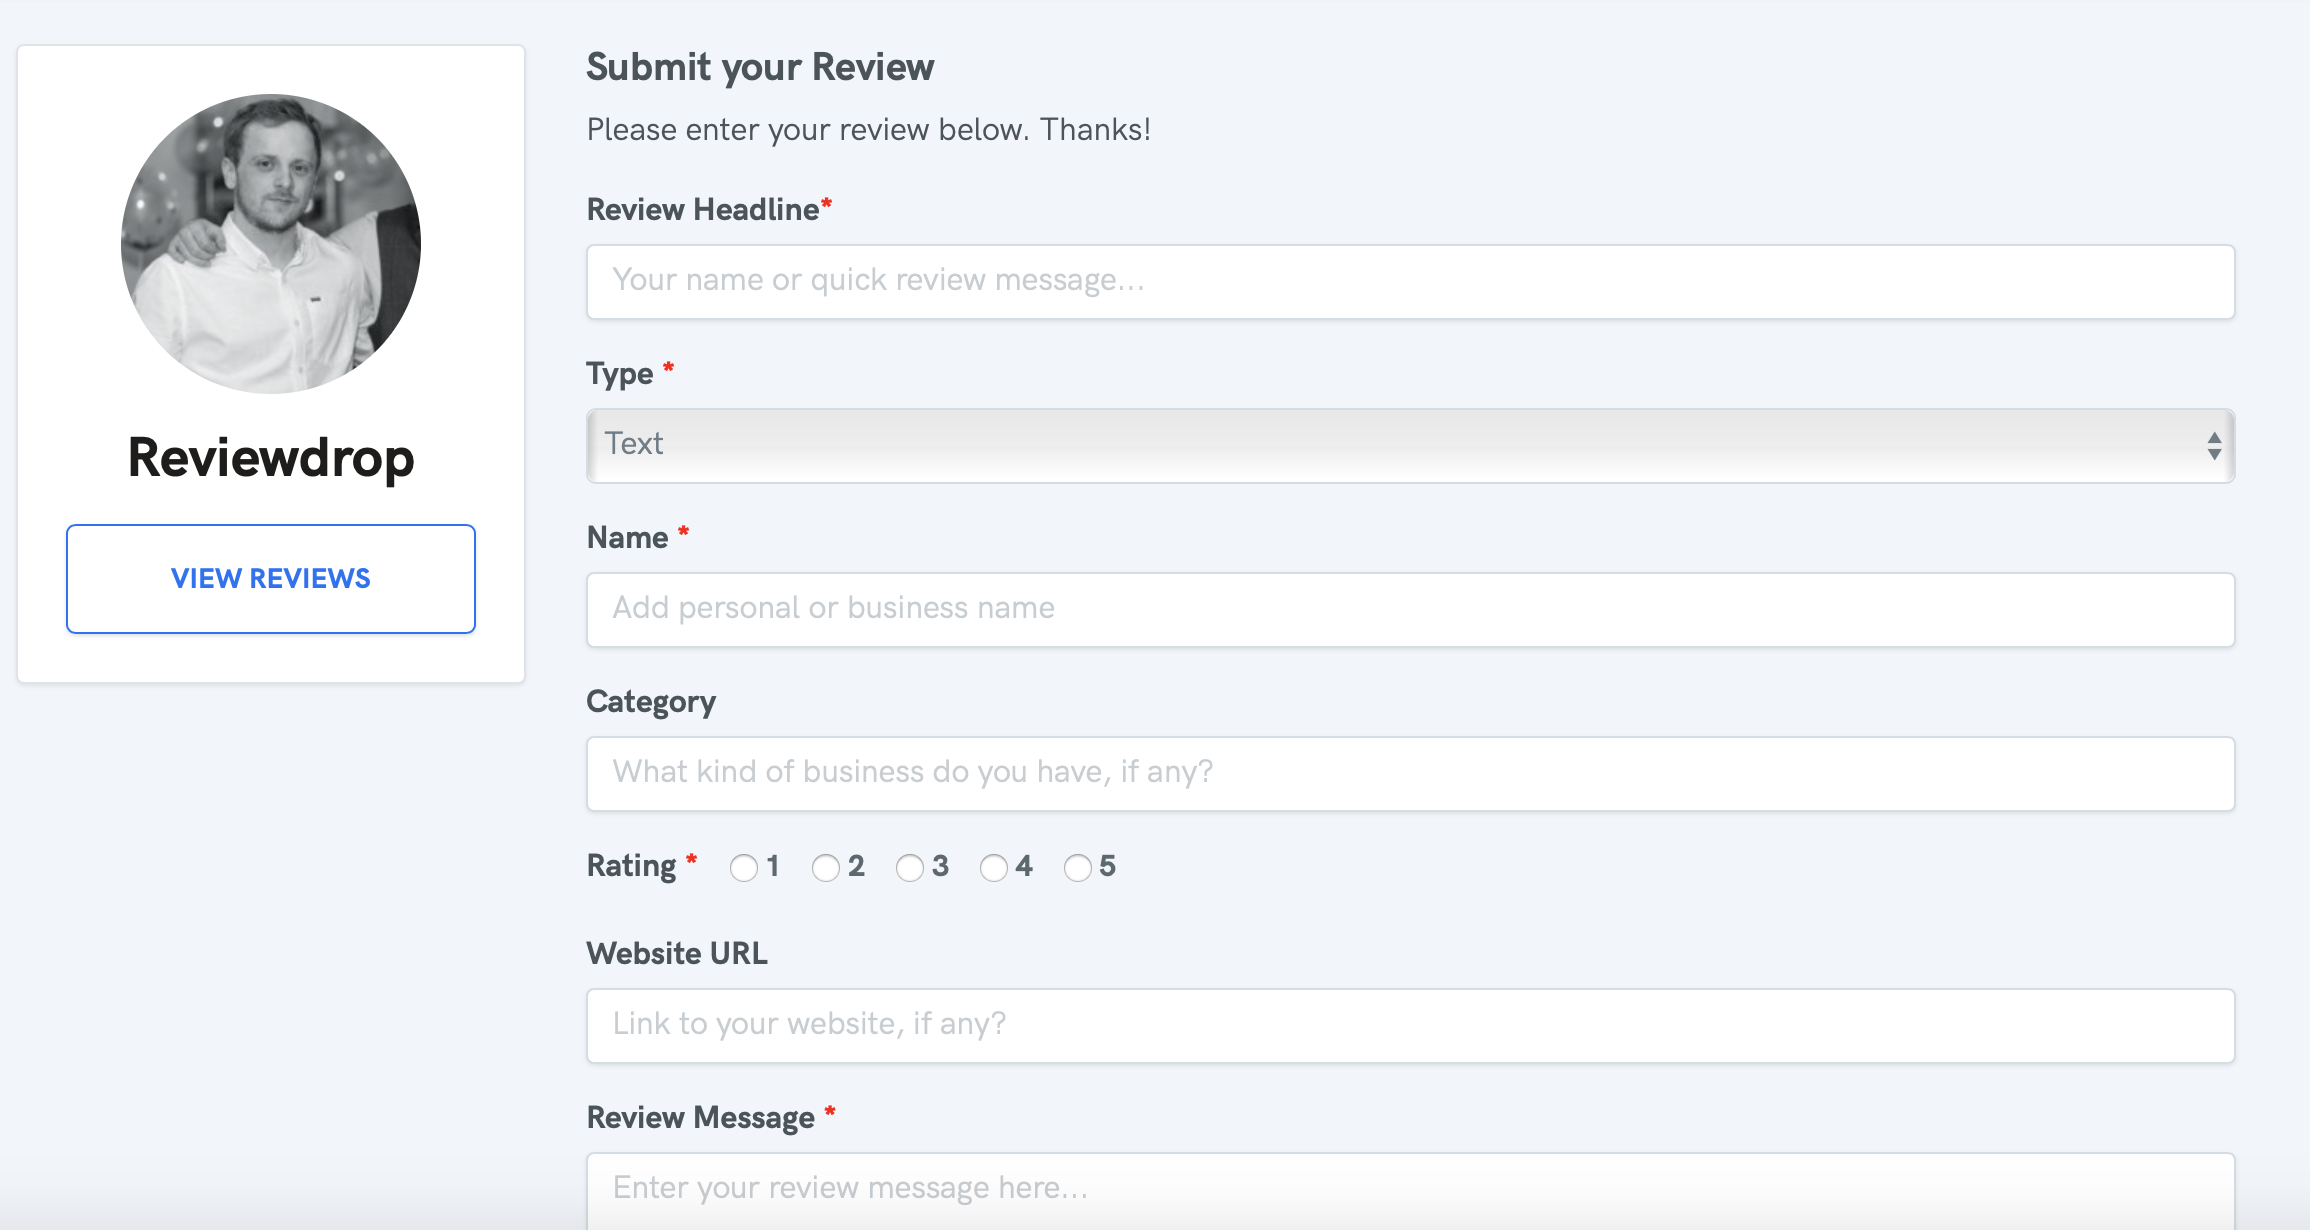 Reviewdrop
VIEW REVIEWS
Submit your Review
Please enter your review below. Thanks!
Review Headline*
Your name or quick review message...
Type *
Text
Name *
Add personal or business name
Category
What kind of business do you have, if any?
Rating * 1 2 3 4 5
Website URL
Link to your website, if any?
Review Message *
Enter your review message here...